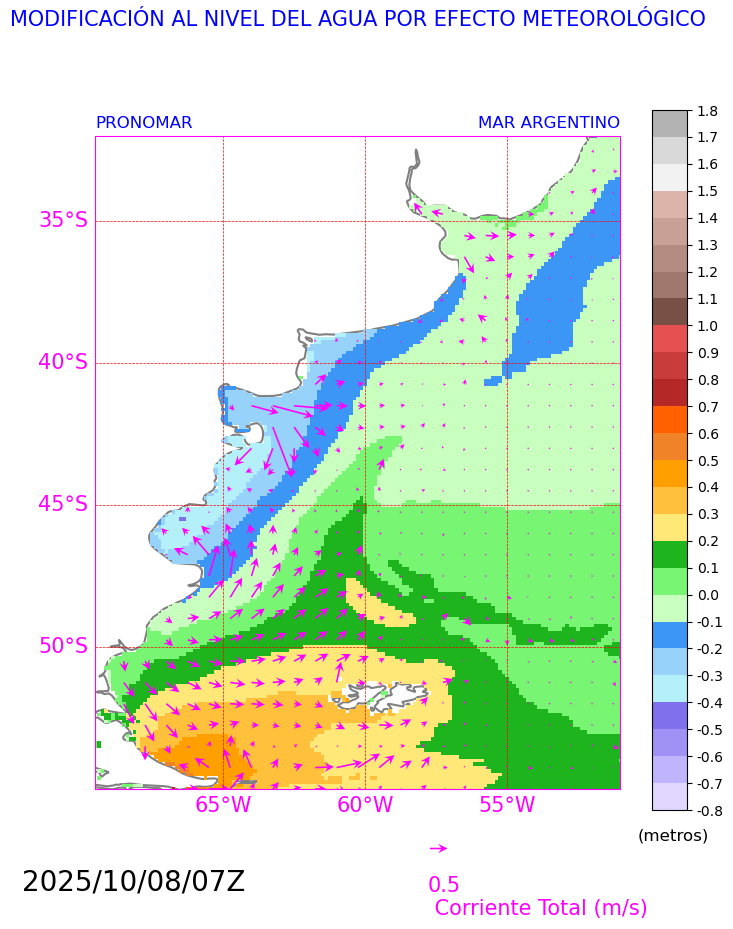 MODIFICACIÓN AL NIVEL DEL AGUA POR EFECTO METEOROLÓGICO
PRONOMAR
MAR ARGENTINO
1.8
1.7
1.6
1.5
1.4
1.3
1.2
1.1
1.0
0.9
0.8
0.7
0.6
0.5
0.4
0.3
0.2
0.1
0.0
-0.1
-0.2
-0.3
-0.4
-0.5
-0.6
-0.7
-0.8
(metros)
35°S
40°S
45°S
50°S
65°W
60°W
55°W
2025/10/08/07Z
0.5
Corriente Total (m/s)